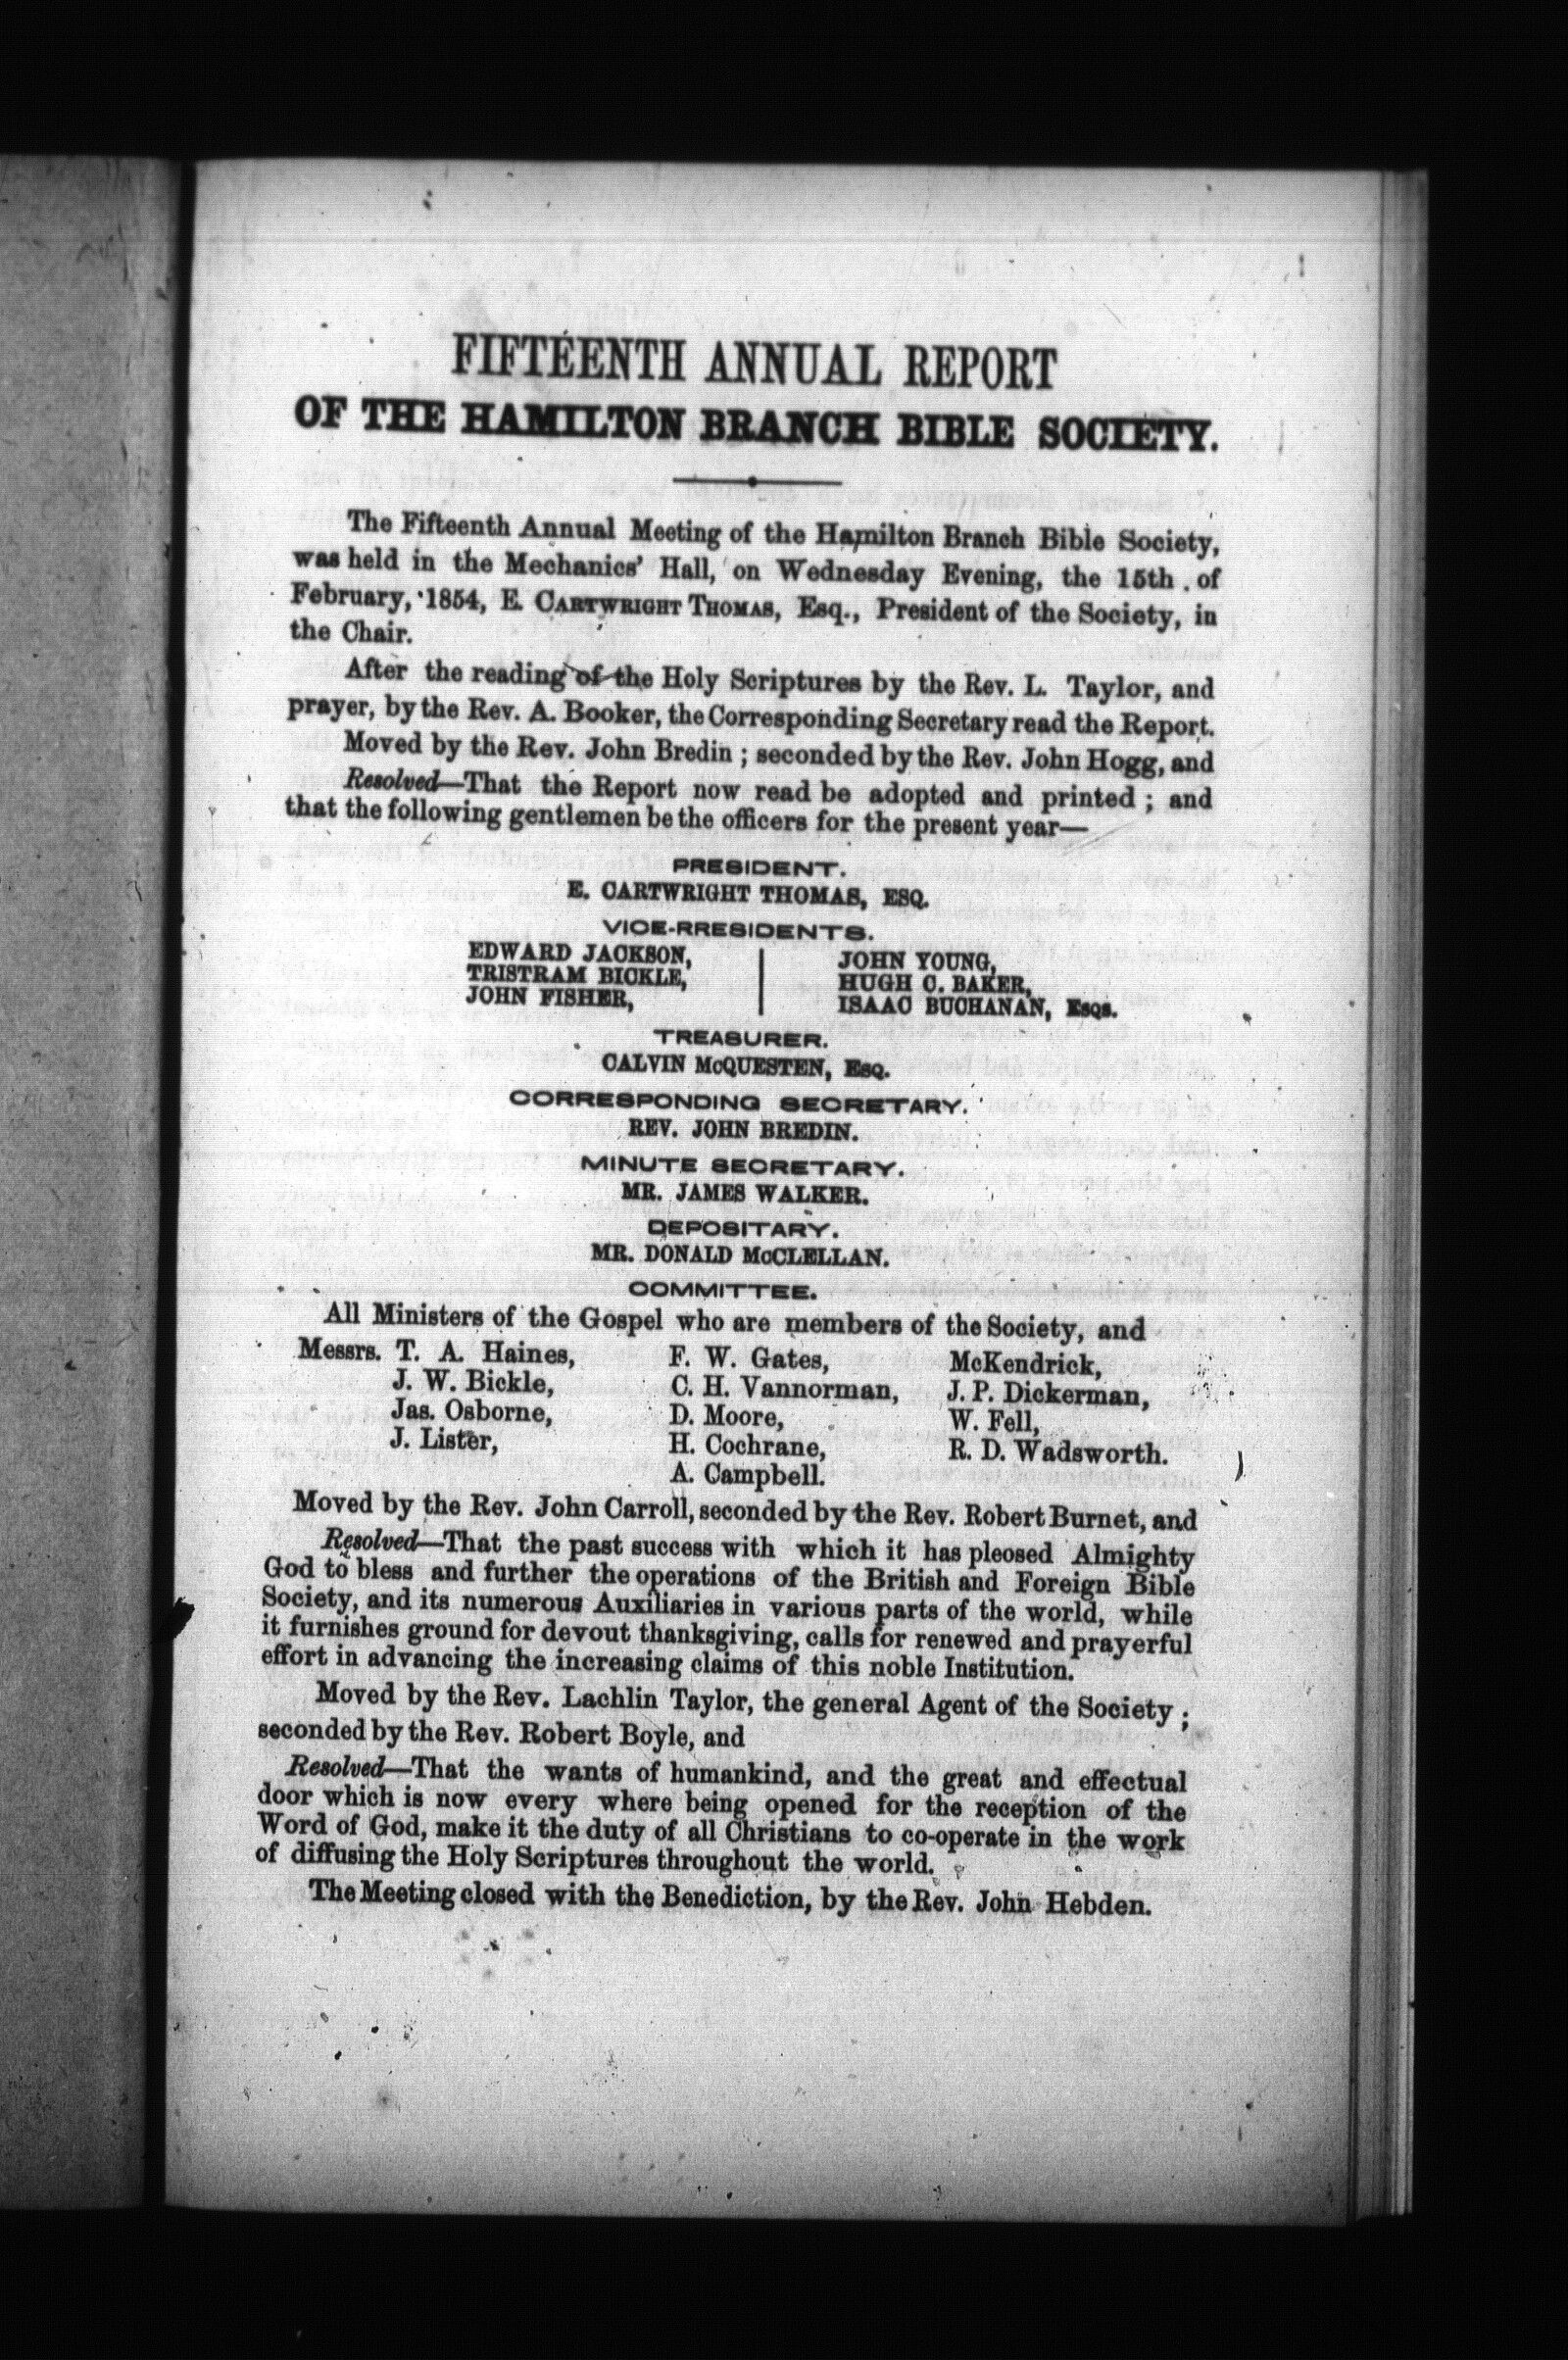 FIFTEENTH ANNUAL REPORT
OF THE HAMILTON BRANCH BIBLE SOCIETY.
The Fifteenth Annual Meeting of the Hamilton Branch Bible Society,
was held in the Mechanics' Hall, on Wednesday Evening, the 15th of
February, 1854, E. CARTWRIGHT THOMAS, Esq., President of the Society, in
the Chair.
After the reading of the Holy Scriptures by the Rev. L. Taylor, and
prayer, by the Rev. A. Booker, the Corresponding Secretary read the Report.
Moved by the Rev. John Bredin; seconded by the Rev. John Hogg, and
Resolved—That the Report now read be adopted and printed; and
that the following gentlemen be the officers for the present year—
PRESIDENT.
E. CARTWRIGHT THOMAS, ESQ.
VICE-RRESIDENTS.
EDWARD JACKSON,
TRISTRAM BICKLE,
JOHN FISHER,
JOHN YOUNG,
HUGH C. BAKER,
ISAAC BUCHANAN, Esqs.
TREASURER.
CALVIN McQUESTEN, Esq.
CORRESPONDING SECRETARY.
REV. JOHN BREDIN.
MINUTE SECRETARY.
MR. JAMES WALKER.
DEPOSITARY.
MR. DONALD McCLELLAN.
COMMITTEE.
All Ministers of the Gospel who are members of the Society, and
Messrs. T. A. Haines,
J. W. Bickle,
Jas. Osborne,
J. Lister,
F. W. Gates,
C. H. Vannorman,
D. Moore,
H. Cochrane,
A. Campbell.
McKendrick,
J. P. Dickerman,
W. Fell,
R. D. Wadsworth.
Moved by the Rev. John Carroll, seconded by the Rev. Robert Burnet, and
Resolved—That the past success with which it has pleosed Almighty
God to bless and further the operations of the British and Foreign Bible
Society, and its numerous Auxiliaries in various parts of the world, while
it furnishes ground for devout thanksgiving, calls for renewed and prayerful
effort in advancing the increasing claims of this noble Institution.
Moved by the Rev. Lachlin Taylor, the general Agent of the Society;
seconded by the Rev. Robert Boyle, and
Resolved—That the wants of humankind, and the great and effectual
door which is now every where being opened for the reception of the
Word of God, make it the duty of all Christians to co-operate in the work
of diffusing the Holy Scriptures throughout the world.
The Meeting closed with the Benediction, by the Rev. John Hebden.